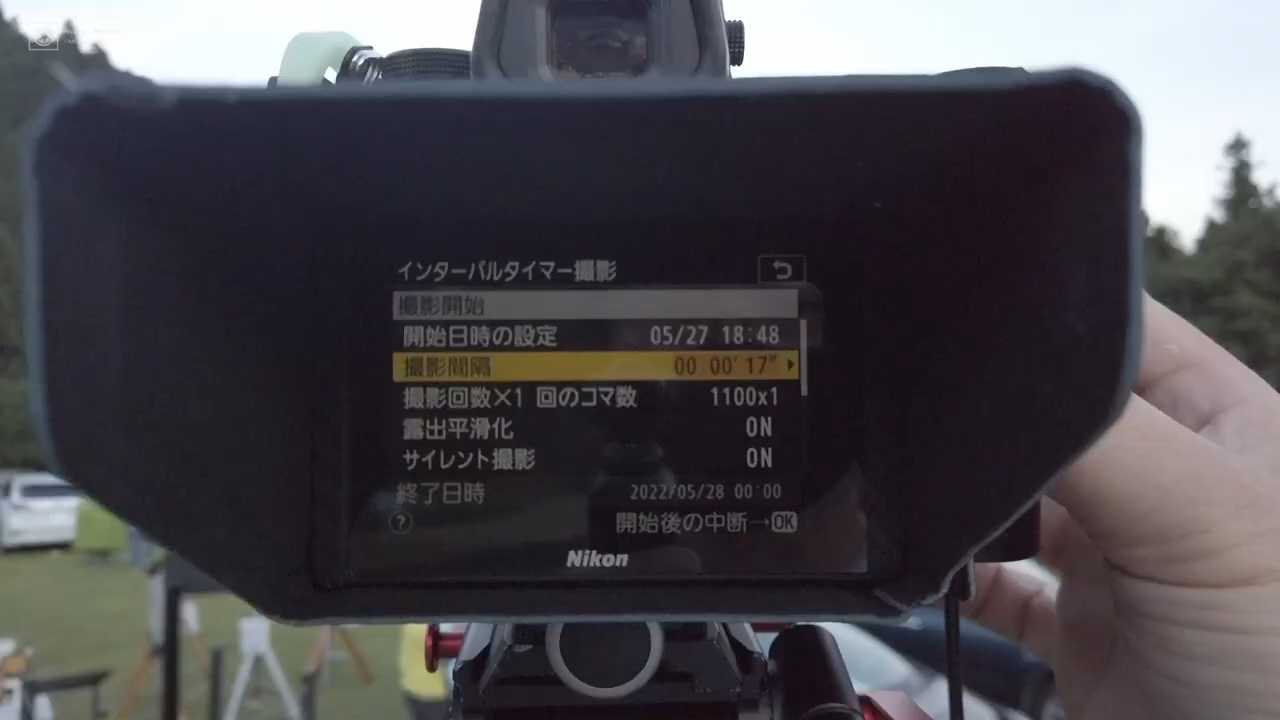 インターバルタイマー撮影
撮影開始
開始日時の設定 05/27 18:48
撮影間隔 00 00' 17"
撮影回数×1 回のコマ数 1100x1
露出平滑化 ON
サイレント撮影 ON
終了日時 2022/05/28 00:00
? 開始後の中断→OK
Nikon